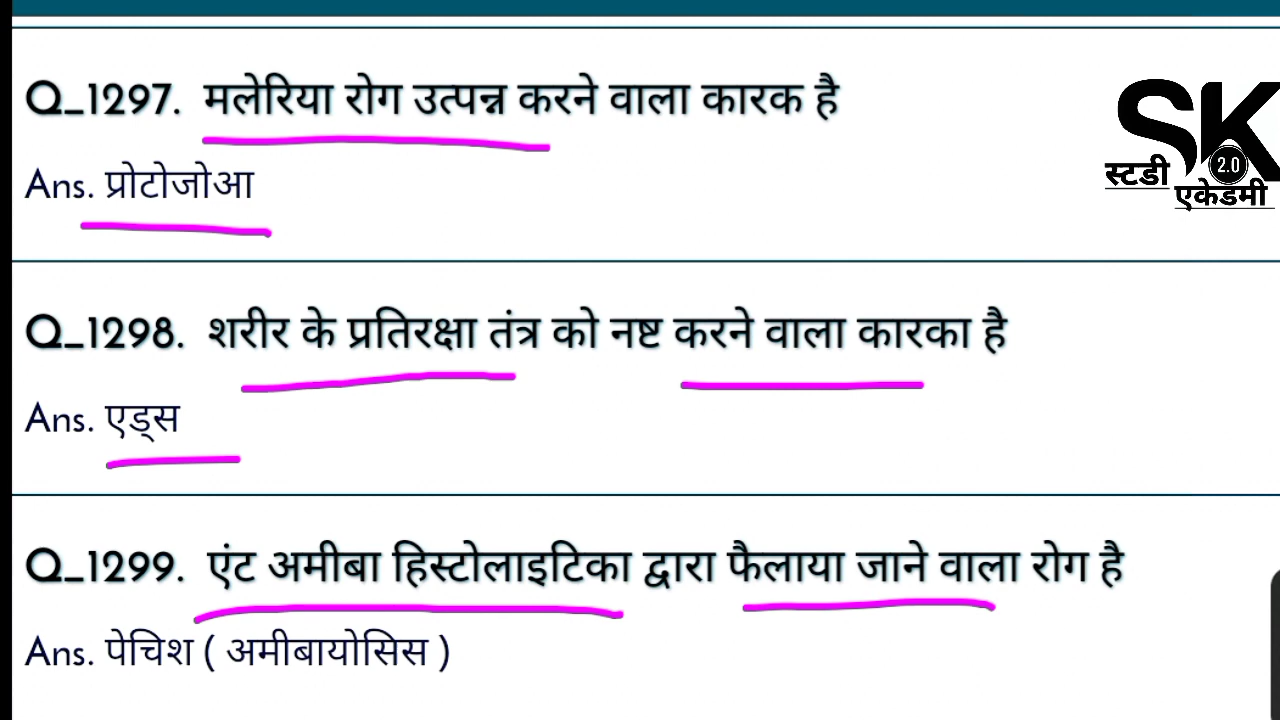 Q_1297. मलेरिया रोग उत्पन्न करने वाला कारक है
Ans. प्रोटोजोआ
SK
स्टडी 2.0
एकेडमी
Q_1298. शरीर के प्रतिरक्षा तंत्र को नष्ट करने वाला कारका है
Ans. एड्स
Q_1299. एंट अमीबा हिस्टोलाइटिका द्वारा फैलाया जाने वाला रोग है
Ans. पेचिश ( अमीबायोसिस )